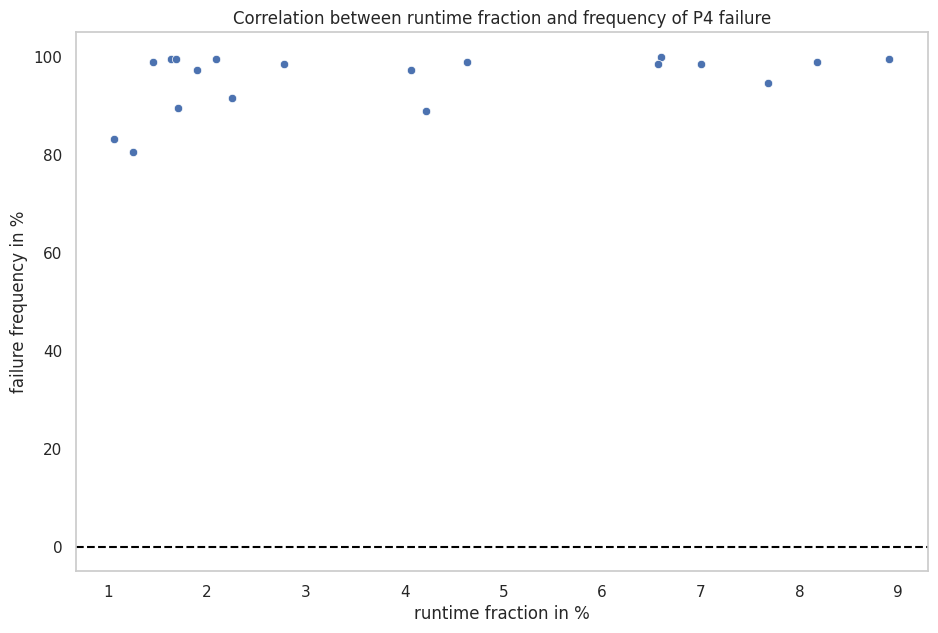 Correlation between runtime fraction and frequency of P4 failure
failure frequency in %
100
80
60
40
20
0
1 2 3 4 5 6 7 8 9
runtime fraction in %